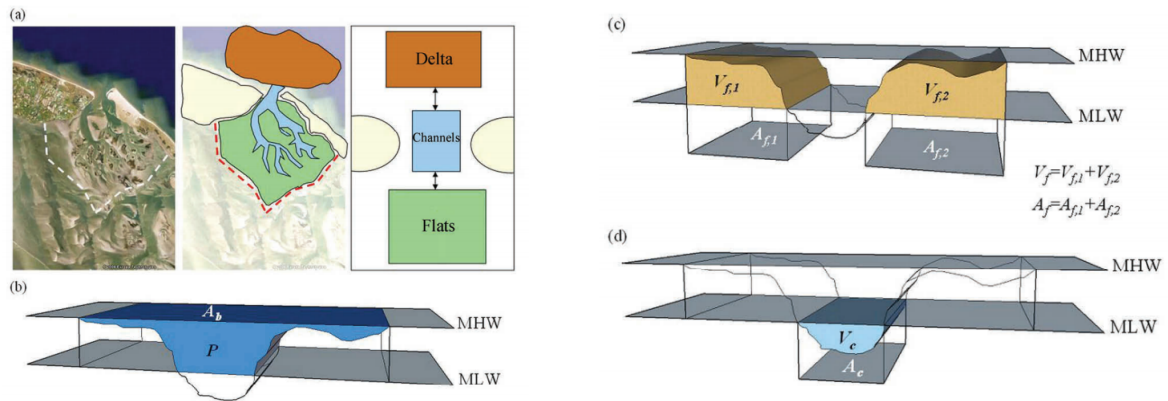 (a)
Delta
Channels
Flats
(b)
A_b
MHW
P
MLW
(c)
MHW
V_f,1
V_f,2
MLW
A_f,1
A_f,2
V_f=V_f,1+V_f,2
A_f=A_f,1+A_f,2
(d)
MHW
MLW
V_c
A_c